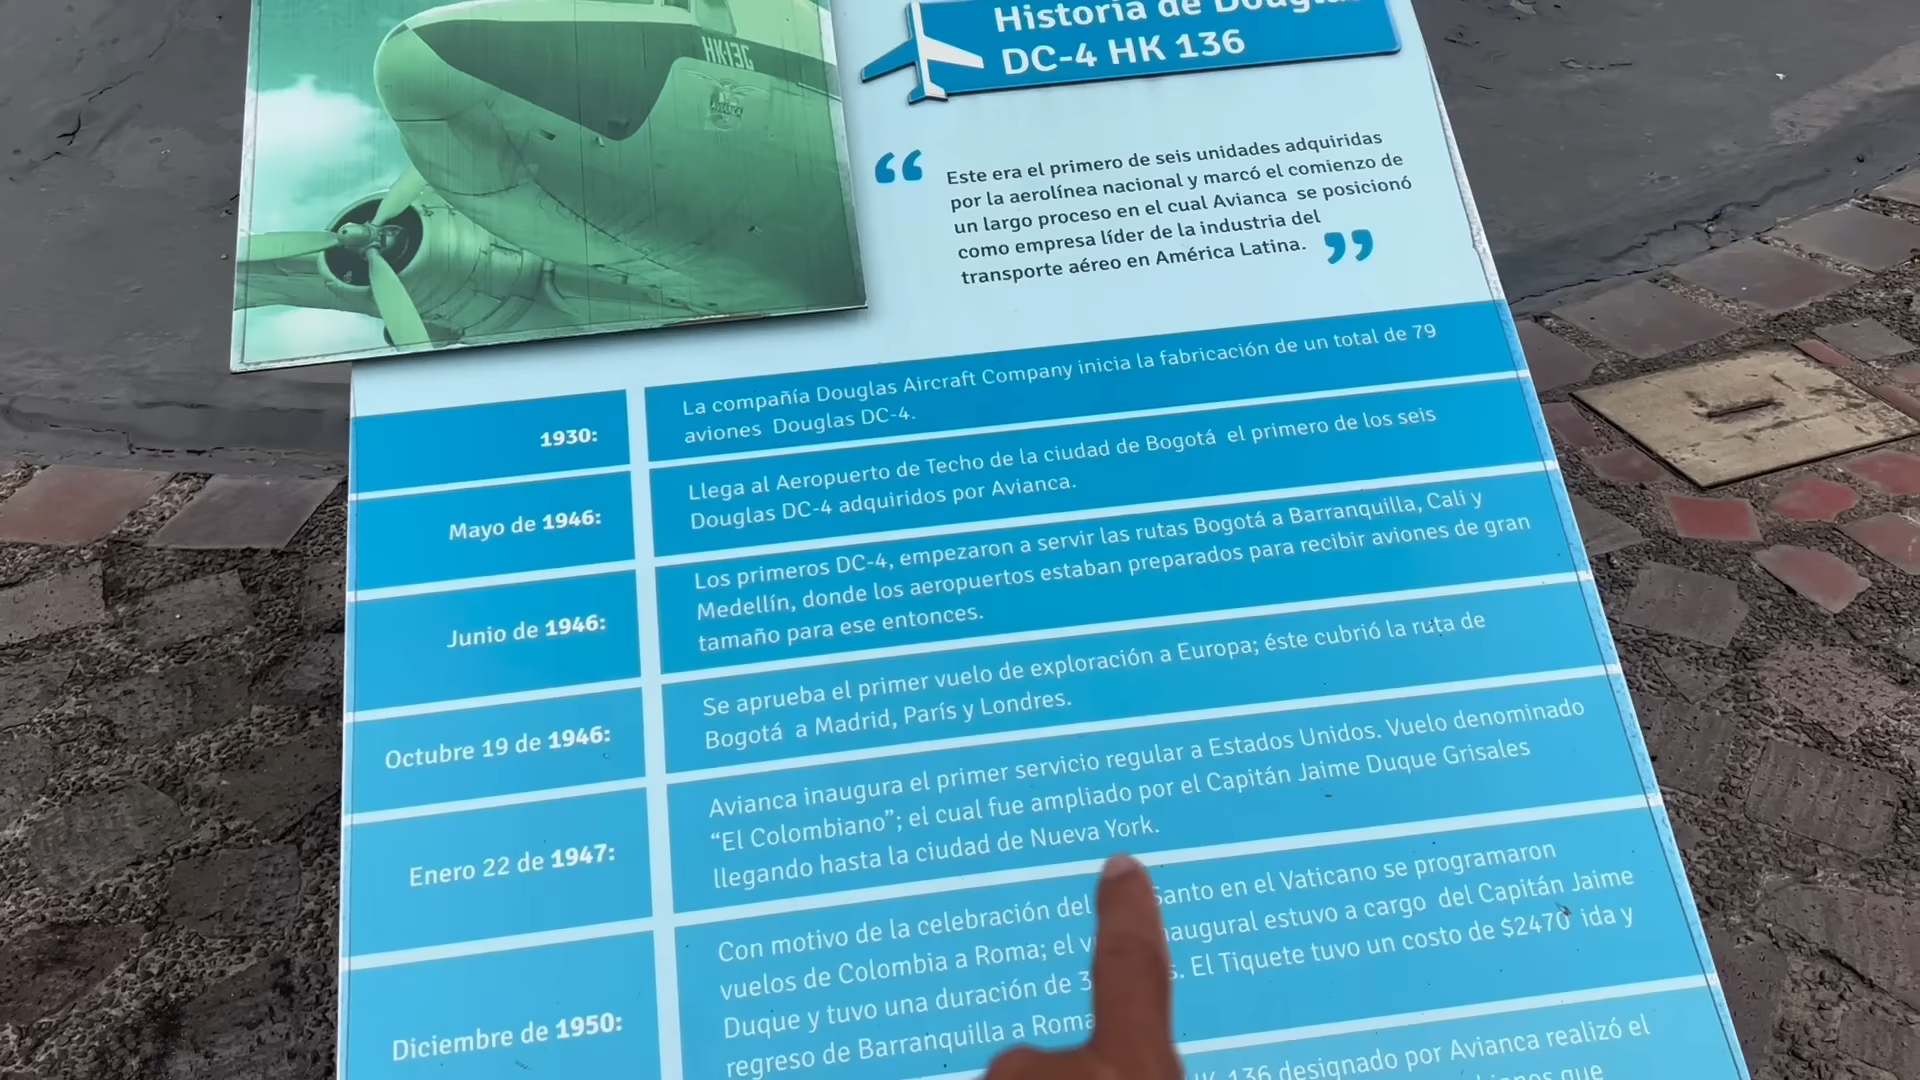 HK-136
AVIANCA
Historia de Douglas
DC-4 HK 136
“
Este era el primero de seis unidades adquiridas
por la aerolínea nacional y marcó el comienzo de
un largo proceso en el cual Avianca se posicionó
como empresa líder de la industria del
transporte aéreo en América Latina.
”
1930:
La compañía Douglas Aircraft Company inicia la fabricación de un total de 79
aviones Douglas DC-4.
Mayo de 1946:
Llega al Aeropuerto de Techo de la ciudad de Bogotá el primero de los seis
Douglas DC-4 adquiridos por Avianca.
Junio de 1946:
Los primeros DC-4, empezaron a servir las rutas Bogotá a Barranquilla, Cali y
Medellín, donde los aeropuertos estaban preparados para recibir aviones de gran
tamaño para ese entonces.
Octubre 19 de 1946:
Se aprueba el primer vuelo de exploración a Europa; éste cubrió la ruta de
Bogotá a Madrid, París y Londres.
Enero 22 de 1947:
Avianca inaugura el primer servicio regular a Estados Unidos. Vuelo denominado
“El Colombiano”; el cual fue ampliado por el Capitán Jaime Duque Grisales
llegando hasta la ciudad de Nueva York.
Diciembre de 1950:
Con motivo de la celebración del Santo en el Vaticano se programaron
vuelos de Colombia a Roma; el inaugural estuvo a cargo del Capitán Jaime
Duque y tuvo una duración de 3 El Tiquete tuvo un costo de $2470 ida y
regreso de Barranquilla a Roma
HK 136 designado por Avianca realizó el
que